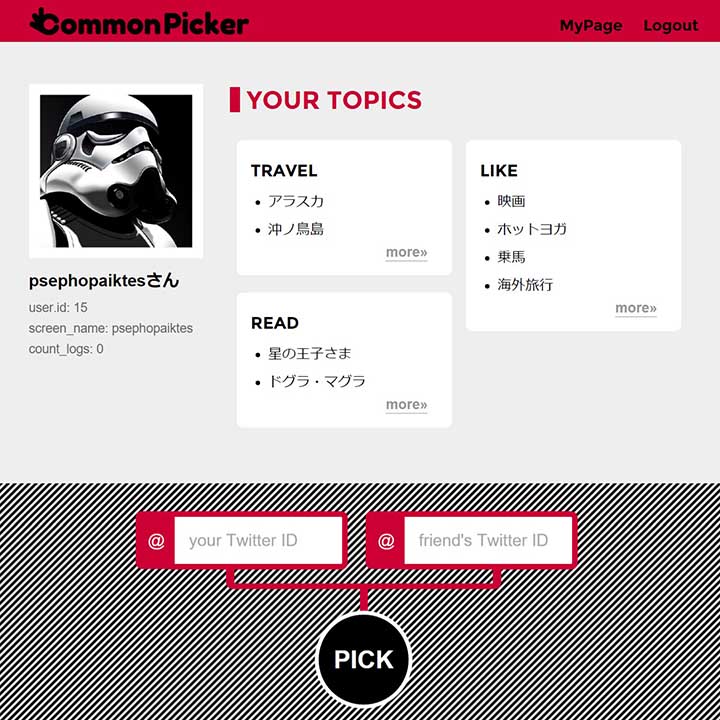 CommonPicker
MyPage
Logout
YOUR TOPICS
psephopaiktesさん
user.id: 15
screen_name: psephopaiktes
count_logs: 0
TRAVEL
• アラスカ
• 沖ノ鳥島
more»
READ
• 星の王子さま
• ドグラ・マグラ
more»
LIKE
• 映画
• ホットヨガ
• 乗馬
• 海外旅行
more»
@ your Twitter ID
@ friend's Twitter ID
PICK